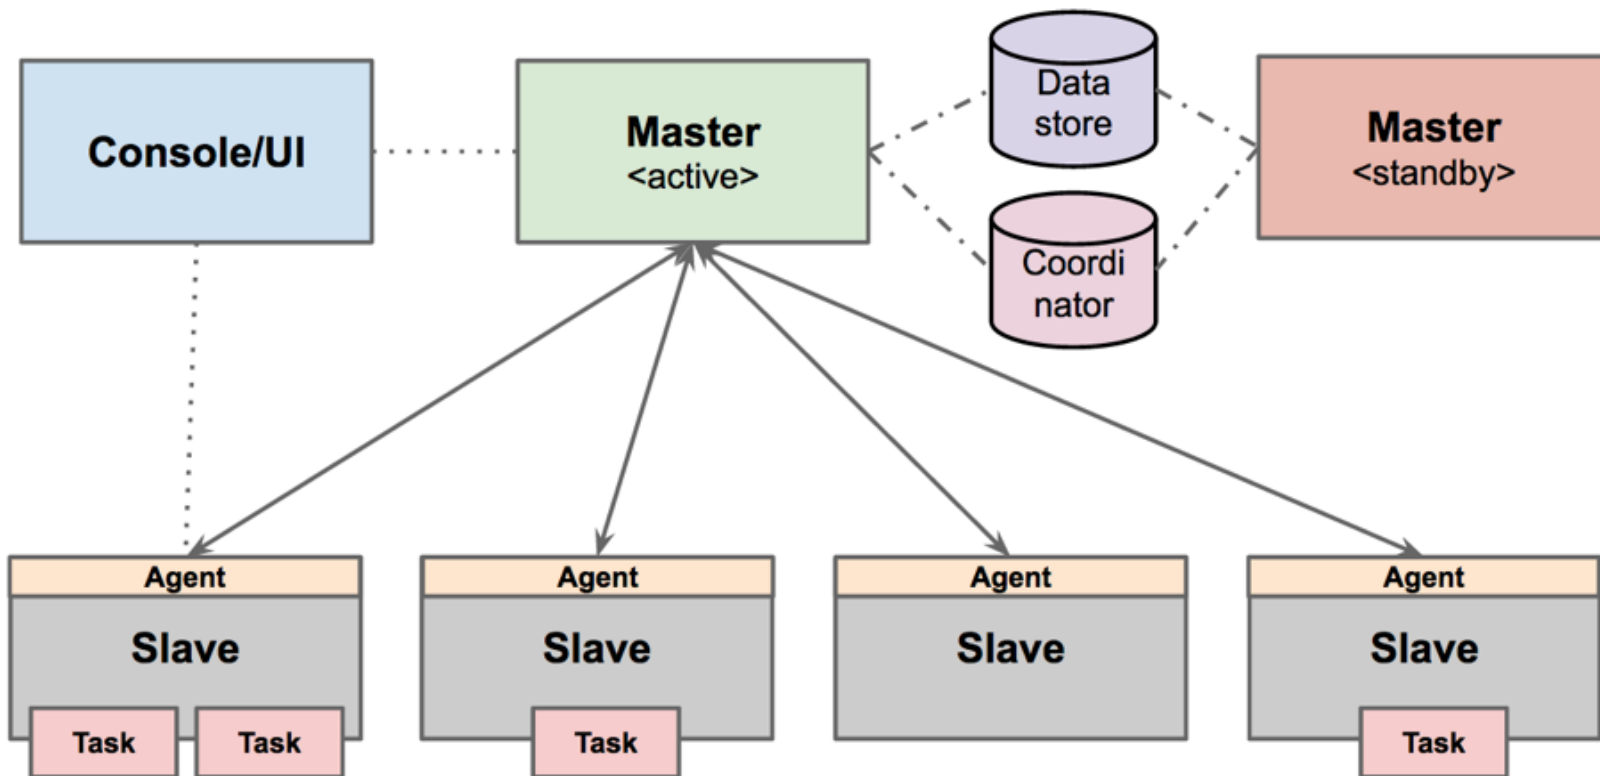 Console/UI
Master
<active>
Data
store
Coordi
nator
Master
<standby>
Agent
Slave
Task
Task
Agent
Slave
Task
Agent
Slave
Agent
Slave
Task